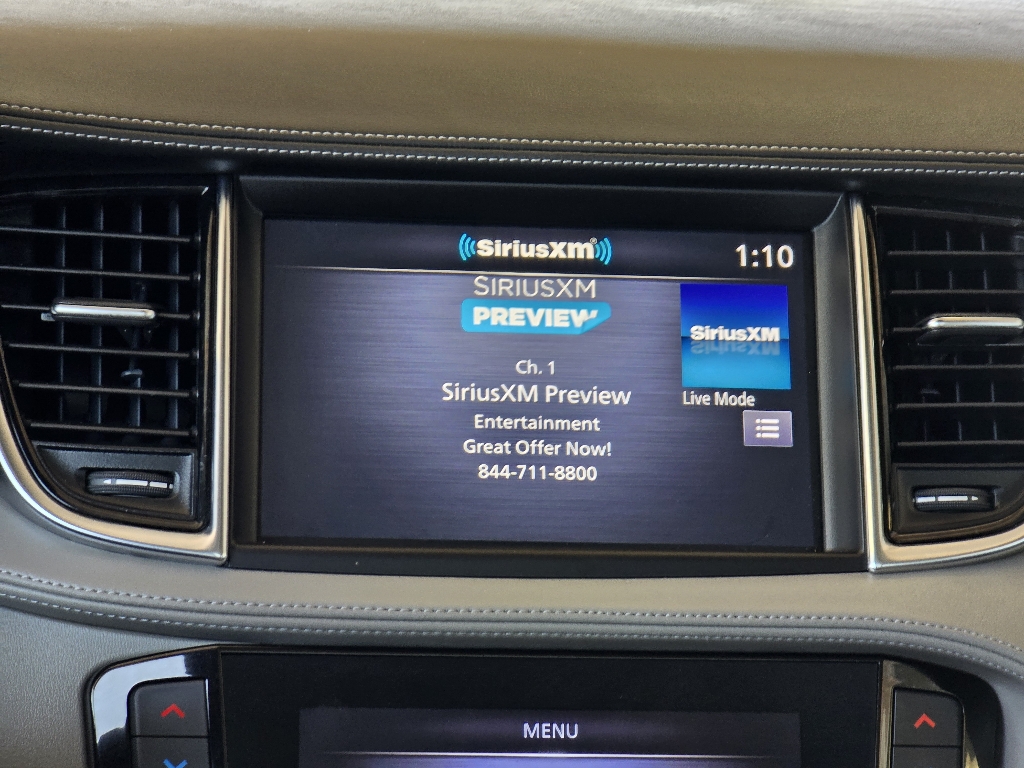 SiriusXM
1:10
SIRIUSXM
PREVIEW
SiriusXM
Ch. 1
SiriusXM Preview
Live Mode
Entertainment
Great Offer Now!
844-711-8800
MENU